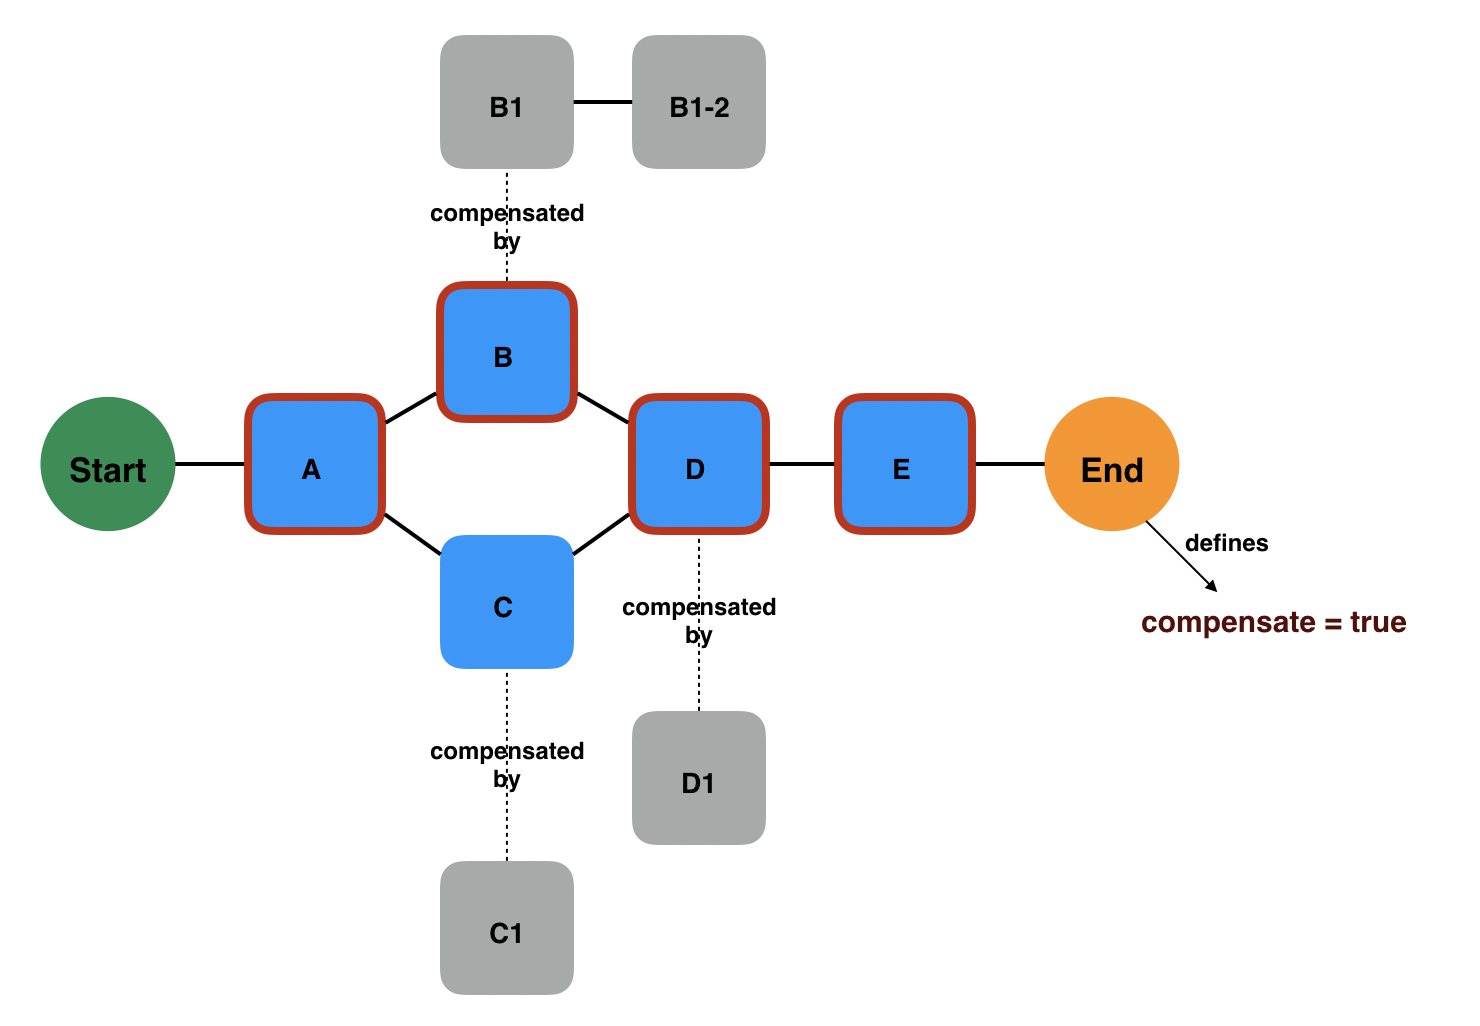 B1
B1-2
compensated
by
B
Start
A
D
E
End
defines
compensate = true
C
compensated
by
compensated
by
D1
C1